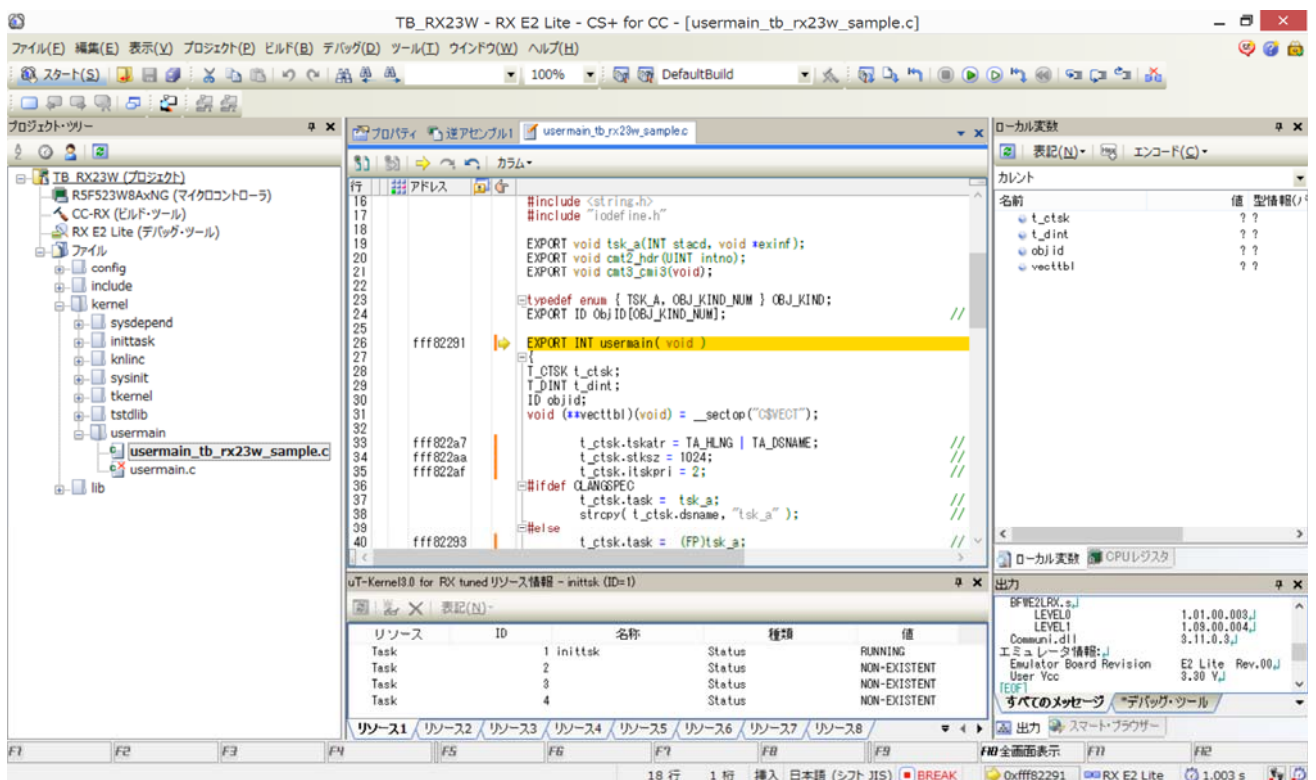 TB_RX23W - RX E2 Lite - CS+ for CC - [usermain_tb_rx23w_sample.c]
ファイル(F) 編集(E) 表示(V) プロジェクト(P) ビルド(B) デバッグ(D) ツール(T) ウインドウ(W) ヘルプ(H)
スタート(S) 100% DefaultBuild
プロジェクト・ツリー
TB_RX23W (プロジェクト)
R5F523W8AxNG (マイクロコントローラ)
CC-RX (ビルド・ツール)
RX E2 Lite (デバッグ・ツール)
ファイル
config
include
kernel
sysdepend
inittask
knlinc
sysinit
tkernel
tstdlib
usermain
usermain_tb_rx23w_sample.c
usermain.c
lib
プロパティ 逆アセンブル1 usermain_tb_rx23w_sample.c
カラム
行 アドレス
16 #include <string.h>
17 #include "iodefine.h"
18
19 EXPORT void tsk_a(INT stacd, void *exinf);
20 EXPORT void cmt2_hdr(UINT intno);
21 EXPORT void cmt3_cmi3(void);
22
23 typedef enum { TSK_A, OBJ_KIND_NUM } OBJ_KIND;
24 EXPORT ID ObjID[OBJ_KIND_NUM]; //
25
26 fff82291 EXPORT INT usermain( void )
27 {
28 T_CTSK t_ctsk;
29 T_DINT t_dint;
30 ID objid;
31 void (**vecttbl)(void) = __sectop("C$VECT");
32
33 fff822a7 t_ctsk.tskatr = TA_HLNG | TA_DSNAME; //
34 fff822aa t_ctsk.stksz = 1024; //
35 fff822af t_ctsk.itskpri = 2; //
36 #ifdef CLANGSPEC
37 t_ctsk.task = tsk_a; //
38 strcpy( t_ctsk.dsname, "tsk_a" ); //
39 #else
40 fff82293 t_ctsk.task = (FP)tsk_a; //
uT-Kernel3.0 for RX tuned リソース情報 - inittsk (ID=1)
表記(N)
リソース ID 名称 種類 値
Task 1 inittsk Status RUNNING
Task 2 Status NON-EXISTENT
Task 3 Status NON-EXISTENT
Task 4 Status NON-EXISTENT
リソース1 リソース2 リソース3 リソース4 リソース5 リソース6 リソース7 リソース8
ローカル変数
表記(N) エンコード(C)
カレント
名前 値 型情報(バ
t_ctsk ? ?
t_dint ? ?
objid ? ?
vecttbl ? ?
ローカル変数 CPUレジスタ
出力
BFWE2LRX.s
LEVEL0 1.01.00.003
LEVEL1 1.09.00.004
Communi.dll 3.11.0.3
エミュレータ情報:
Emulator Board Revision E2 Lite Rev.00
User Vcc 3.30 V
[EOF]
すべてのメッセージ *デバッグ・ツール
出力 スマート・ブラウザー
F1 F2 F3 F4 F5 F6 F7 F8 F9 F10 全画面表示 F11 F12
18 行 1 桁 挿入 日本語 (シフト JIS) BREAK 0xfff82291 RX E2 Lite 1.003 s